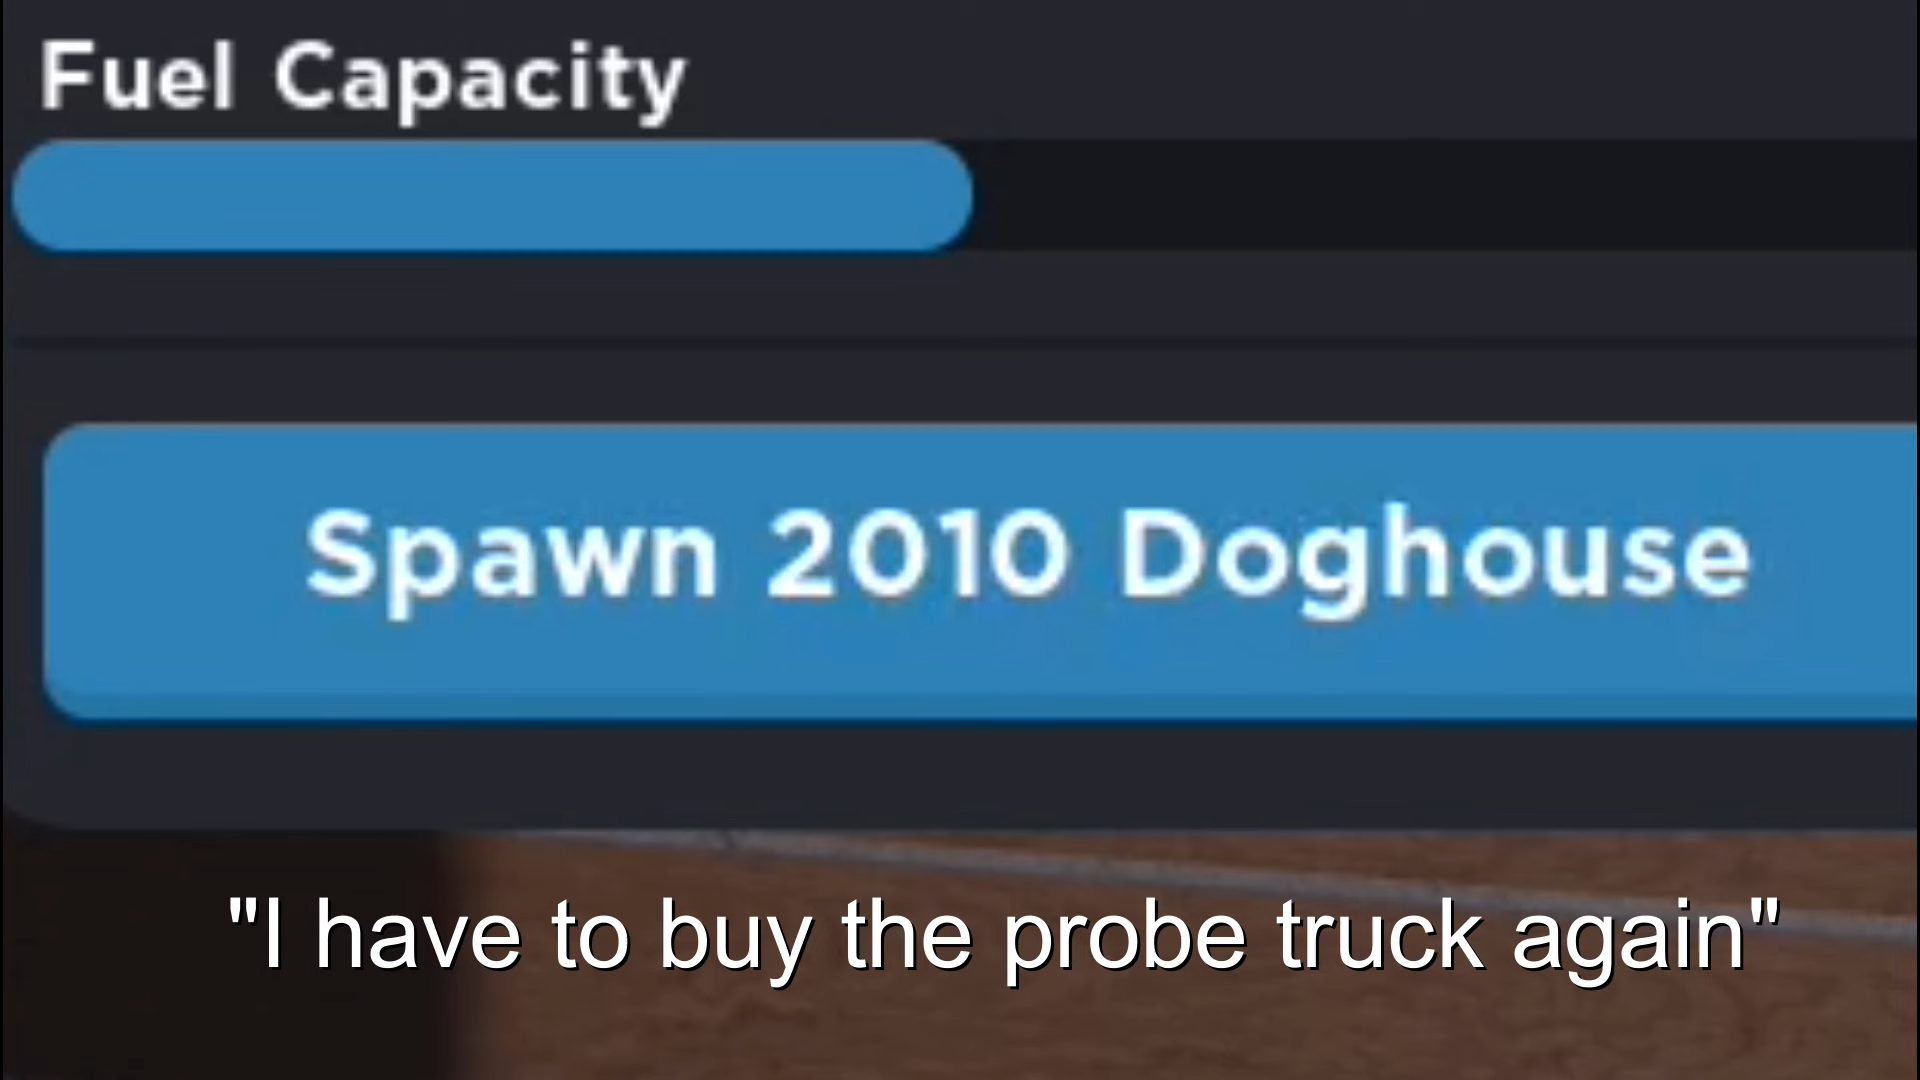 Fuel Capacity
Spawn 2010 Doghouse
"I have to buy the probe truck again"